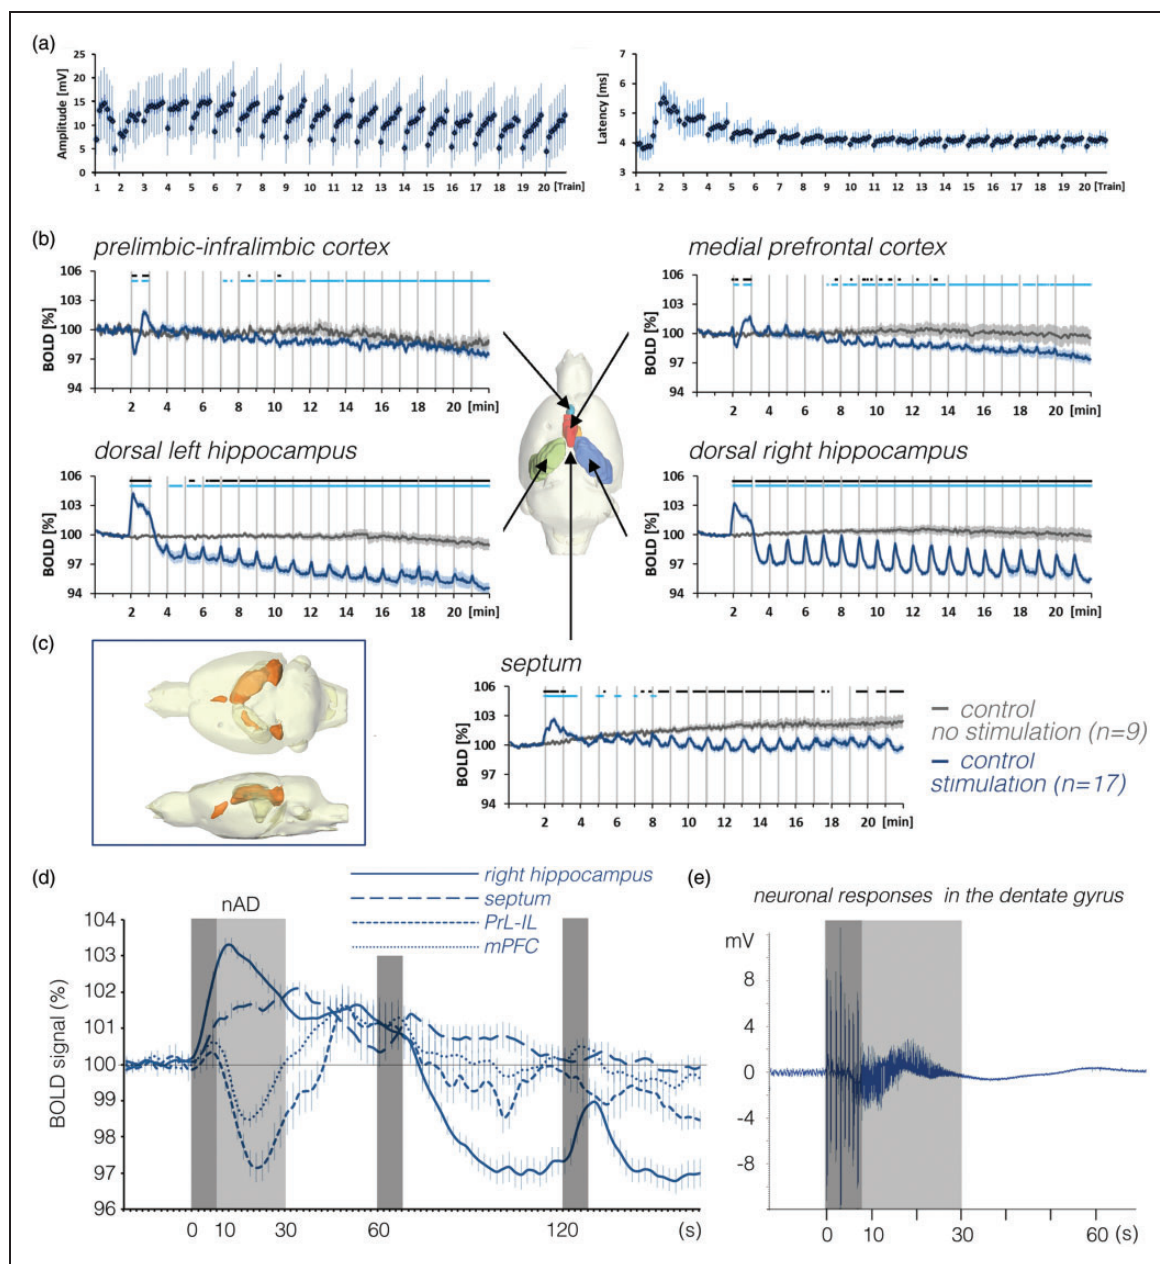 (a)
Amplitude [mV]
25
20
15
10
15
5
0
1 2 3 4 5 6 7 8 9 10 11 12 13 14 15 16 17 18 19 20 [Train]
Latency [ms]
7
6
5
4
3
1 2 3 4 5 6 7 8 9 10 11 12 13 14 15 16 17 18 19 20 [Train]
(b)
prelimbic-infralimbic cortex
BOLD [%]
106
103
100
97
94
2 4 6 8 10 12 14 16 18 20 [min]
medial prefrontal cortex
BOLD [%]
106
103
100
97
94
2 4 6 8 10 12 14 16 18 20 [min]
dorsal left hippocampus
BOLD [%]
106
103
100
97
94
2 4 6 8 10 12 14 16 18 20 [min]
dorsal right hippocampus
BOLD [%]
106
103
100
97
94
2 4 6 8 10 12 14 16 18 20 [min]
(c)
septum
BOLD [%]
106
103
100
97
94
2 4 6 8 10 12 14 16 18 20 [min]
control
no stimulation (n=9)
control
stimulation (n=17)
(d)
right hippocampus
septum
PrL-IL
mPFC
nAD
BOLD signal (%)
104
103
102
101
100
99
98
97
96
0 10 30 60 120 (s)
(e)
neuronal responses in the dentate gyrus
mV
8
4
0
-4
-8
0 10 30 60 (s)